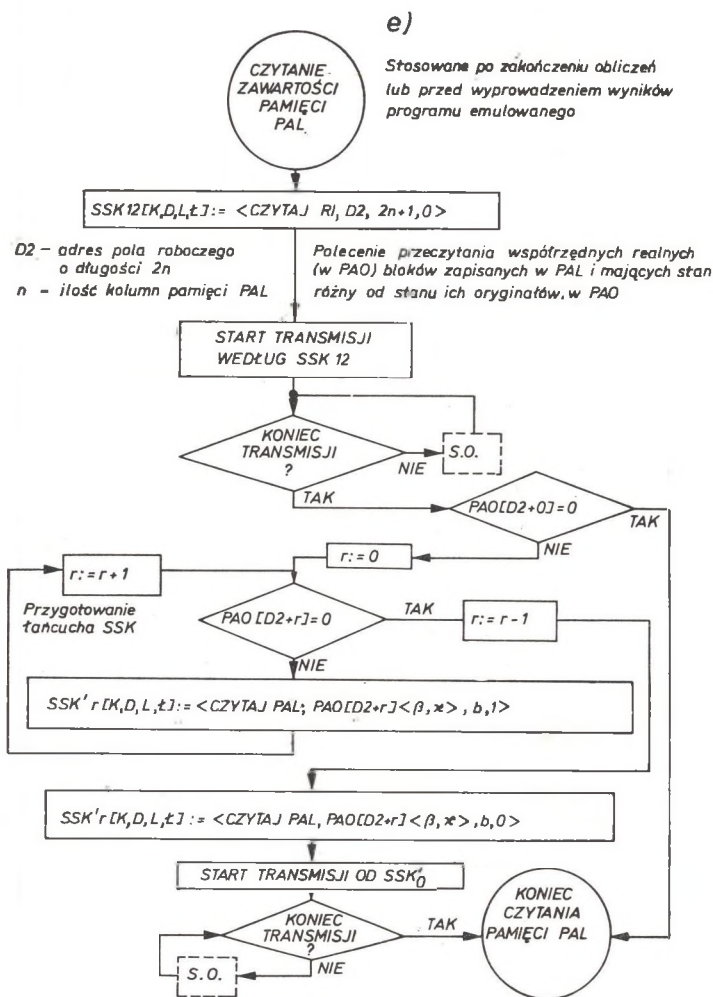 e)
CZYTANIE
ZAWARTOŚCI
PAMIĘCI
PAL
Stosowane po zakończeniu obliczeń
lub przed wyprowadzeniem wyników
programu emulowanego
SSK12[K,D,L,Ł]:= <CZYTAJ RI, D2, 2n+1,0>
D2 – adres pola roboczego
o długości 2n
n – ilość kolumn pamięci PAL
Polecenie przeczytania współrzędnych realnych
(w PAO) bloków zapisanych w PAL i mających stan
różny od stanu ich oryginałów, w PAO
START TRANSMISJI
WEDŁUG SSK 12
KONIEC
TRANSMISJI
?
NIE
S.O.
TAK
PAO[D2+0]=0
TAK
NIE
r:=0
r:=r+1
Przygotowanie
łańcucha SSK
PAO[D2+r]=0
TAK
r:=r-1
NIE
SSK'r[K,D,L,Ł]:= <CZYTAJ PAL; PAO[D2+r]<β,ϰ>, b,1>
SSK'r[K,D,L,Ł]:= <CZYTAJ PAL, PAO[D2+r]<β,ϰ>,b,0>
START TRANSMISJI OD SSK'0
KONIEC
TRANSMISJI
?
TAK
NIE
S.O.
KONIEC
CZYTANIA
PAMIĘCI PAL